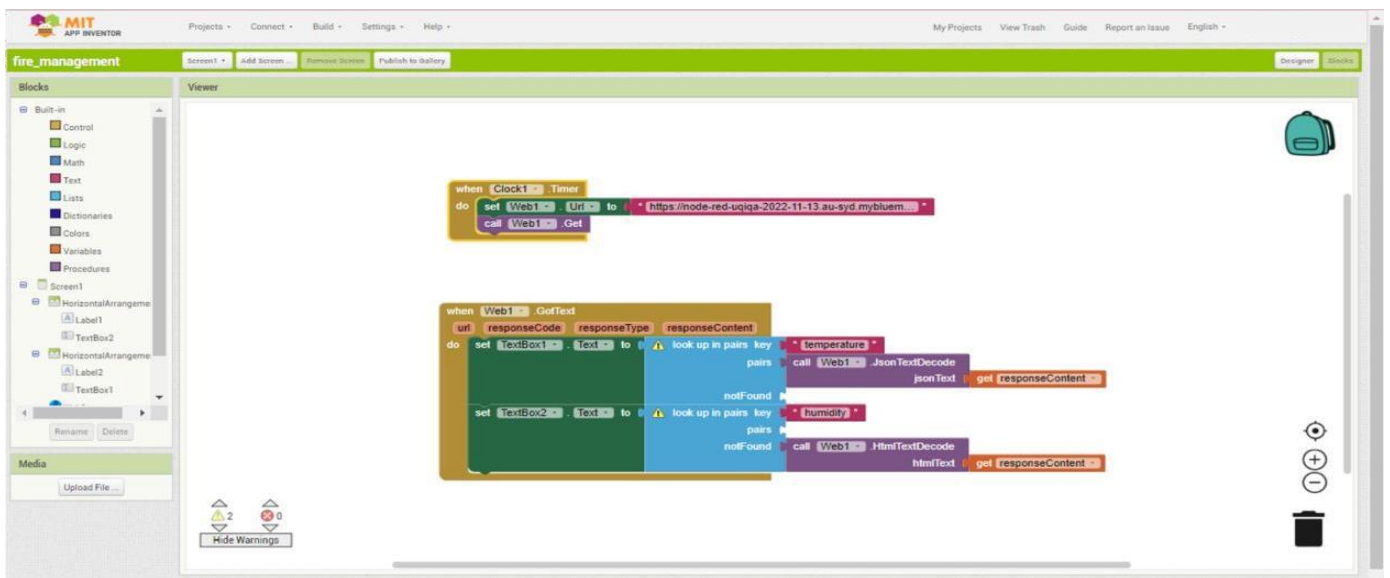 MIT
APP INVENTOR
Projects Connect Build Settings Help My Projects View Trash Guide Report an Issue English
fire_management Screen1 Add Screen ... Remove Screen Publish to Gallery Designer Blocks
Blocks Viewer
Built-in
Control
Logic
Math
Text
Lists
Dictionaries
Colors
Variables
Procedures
Screen1
HorizontalArrangeme
Label1
TextBox2
HorizontalArrangeme
Label2
TextBox1
Rename Delete
Media
Upload File ...
when Clock1 .Timer
do set Web1 . Url to " https://node-red-uqiqa-2022-11-13.au-syd.mybluem... "
call Web1 .Get
when Web1 .GotText
url responseCode responseType responseContent
do set TextBox1 . Text to look up in pairs key " temperature "
pairs call Web1 .JsonTextDecode
jsonText get responseContent
notFound
set TextBox2 . Text to look up in pairs key " humidity "
pairs
notFound call Web1 .HtmlTextDecode
htmlText get responseContent
2 0
Hide Warnings